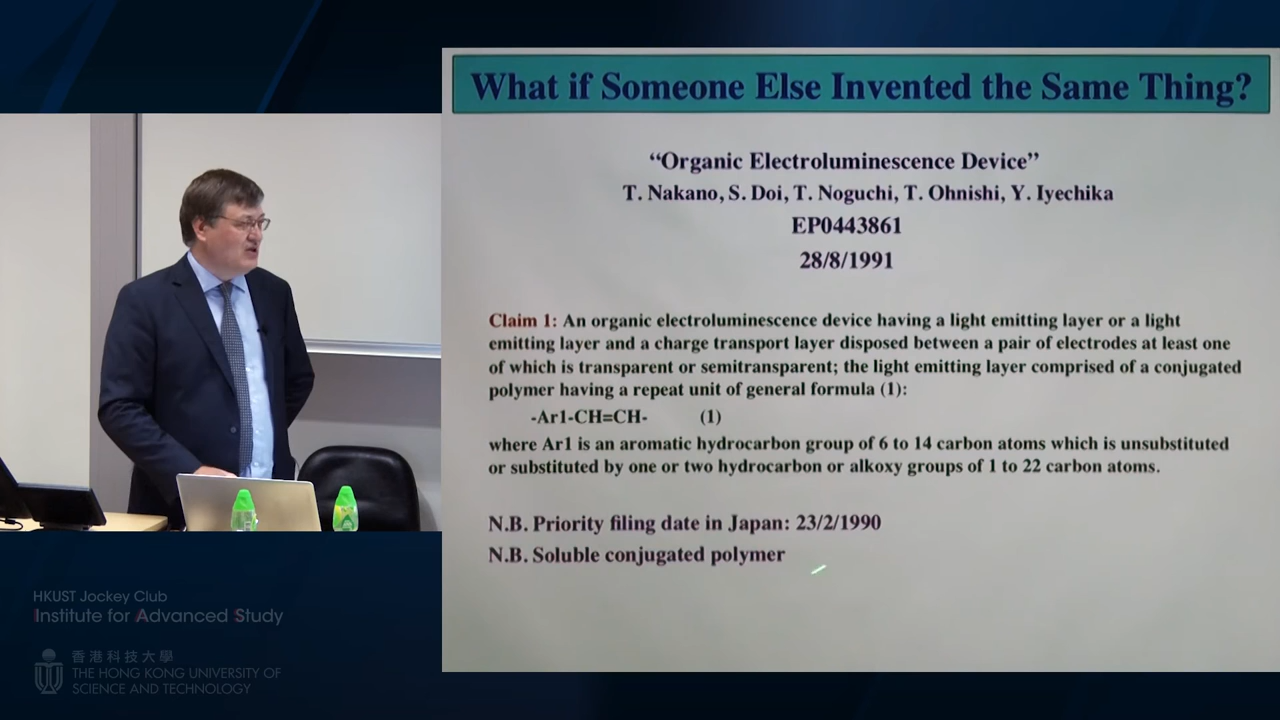 What if Someone Else Invented the Same Thing?
“Organic Electroluminescence Device”
T. Nakano, S. Doi, T. Noguchi, T. Ohnishi, Y. Iyechika
EP0443861
28/8/1991
Claim 1: An organic electroluminescence device having a light emitting layer or a light
emitting layer and a charge transport layer disposed between a pair of electrodes at least one
of which is transparent or semitransparent; the light emitting layer comprised of a conjugated
polymer having a repeat unit of general formula (1):
-Ar1-CH=CH- (1)
where Ar1 is an aromatic hydrocarbon group of 6 to 14 carbon atoms which is unsubstituted
or substituted by one or two hydrocarbon or alkoxy groups of 1 to 22 carbon atoms.
N.B. Priority filing date in Japan: 23/2/1990
N.B. Soluble conjugated polymer
HKUST Jockey Club
Institute for Advanced Study
香港科技大學
THE HONG KONG UNIVERSITY OF
SCIENCE AND TECHNOLOGY